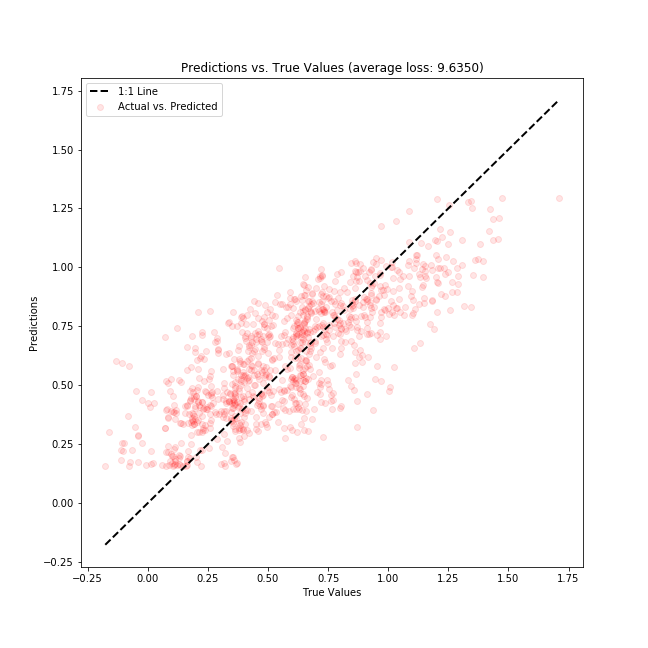 Predictions vs. True Values (average loss: 9.6350)
1:1 Line
Actual vs. Predicted
1.75
1.50
1.25
1.00
0.75
0.50
0.25
0.00
−0.25
Predictions
−0.25 0.00 0.25 0.50 0.75 1.00 1.25 1.50 1.75
True Values